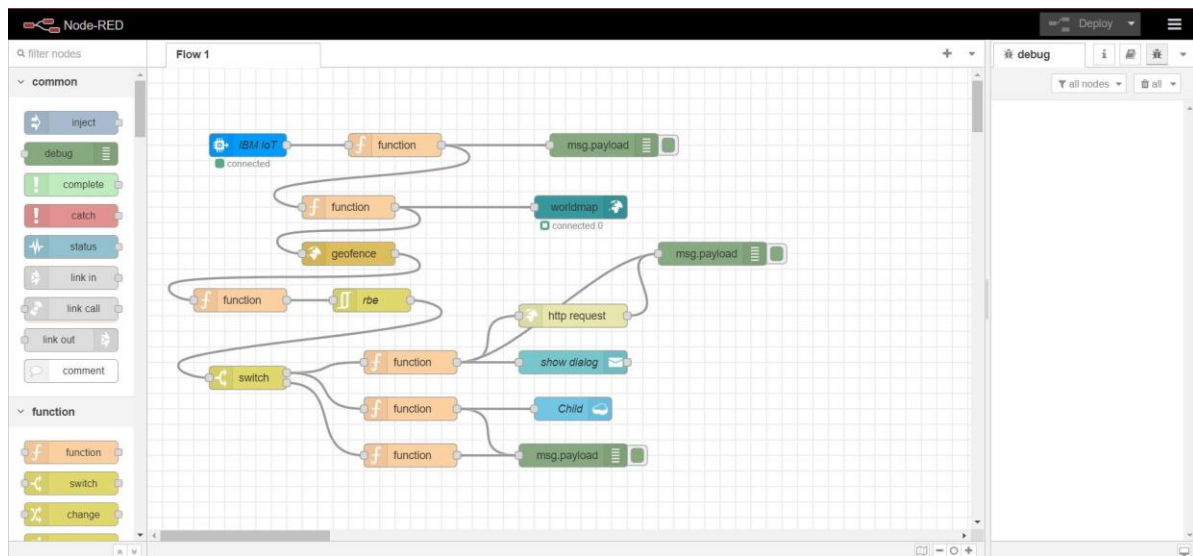 Node-RED
Deploy
filter nodes
Flow 1
debug
i
common
all nodes
all
inject
debug
complete
catch
status
link in
link call
link out
comment
function
function
switch
change
IBM IoT
connected
function
msg.payload
function
worldmap
connected 0
geofence
msg.payload
function
rbe
http request
function
show dialog
switch
function
Child
function
msg.payload